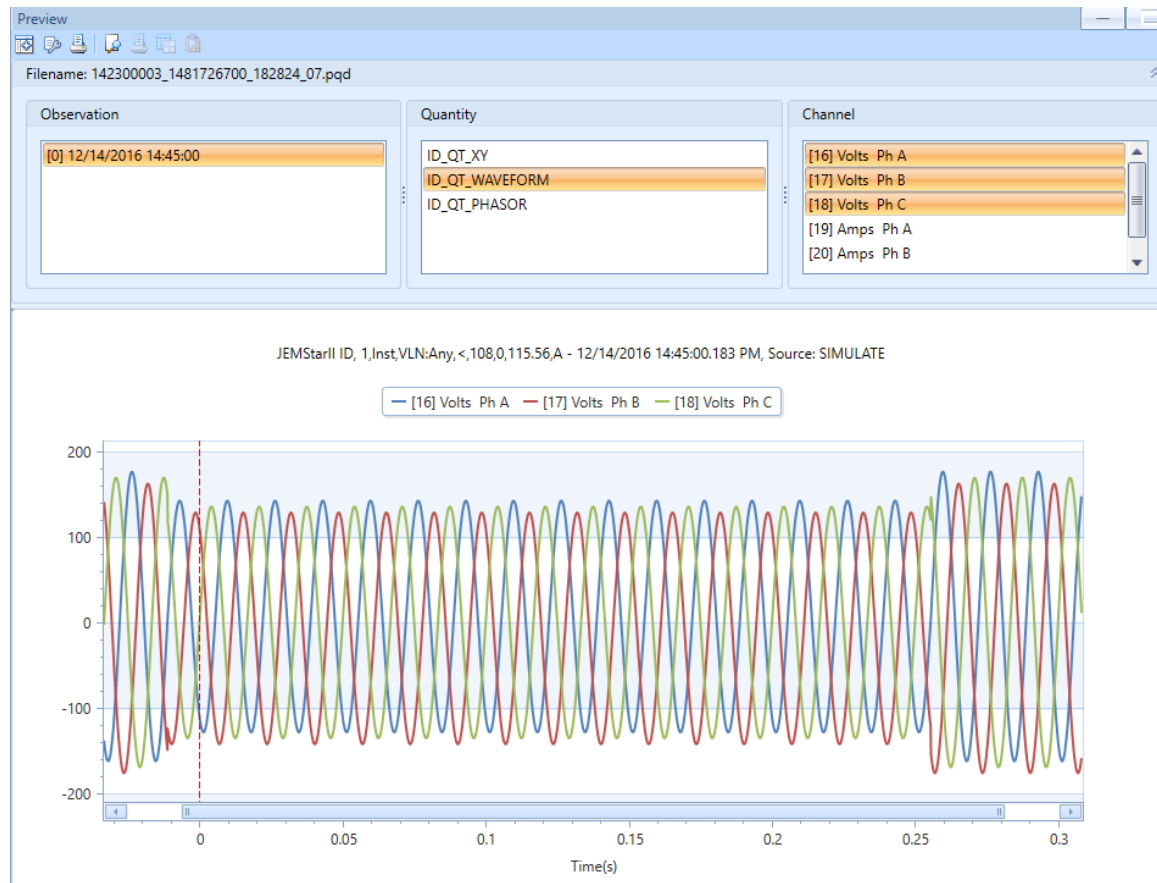 Preview
Filename: 142300003_1481726700_182824_07.pqd
Observation
Quantity
Channel
[0] 12/14/2016 14:45:00
ID_QT_XY
ID_QT_WAVEFORM
ID_QT_PHASOR
[16] Volts Ph A
[17] Volts Ph B
[18] Volts Ph C
[19] Amps Ph A
[20] Amps Ph B
JEMStarII ID, 1,Inst,VLN:Any,<,108,0,115.56,A - 12/14/2016 14:45:00.183 PM, Source: SIMULATE
[16] Volts Ph A [17] Volts Ph B [18] Volts Ph C
200
100
0
-100
-200
0 0.05 0.1 0.15 0.2 0.25 0.3
Time(s)